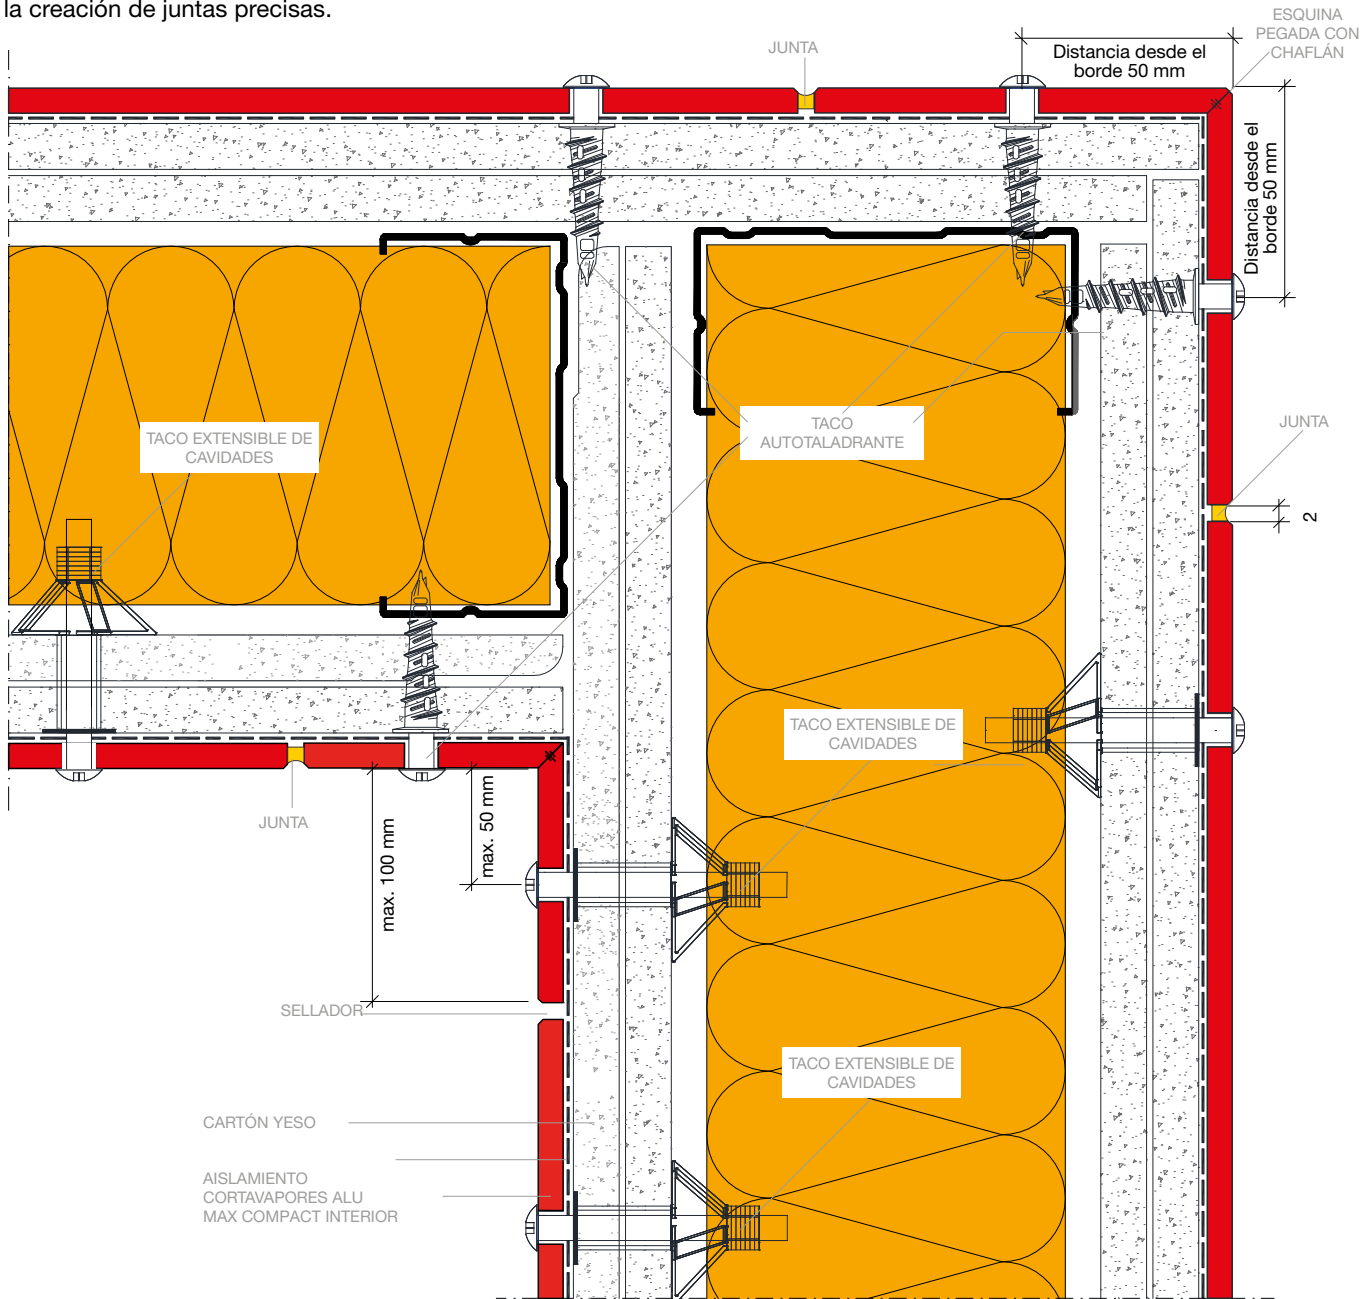 la creación de juntas precisas.
ESQUINA
PEGADA CON
CHAFLÁN
JUNTA
Distancia desde el
borde 50 mm
Distancia desde el
borde 50 mm
TACO EXTENSIBLE DE
CAVIDADES
TACO
AUTOTALADRANTE
JUNTA
2
TACO EXTENSIBLE DE
CAVIDADES
JUNTA
max. 50 mm
max. 100 mm
SELLADOR
TACO EXTENSIBLE DE
CAVIDADES
CARTÓN YESO
AISLAMIENTO
CORTAVAPORES ALU
MAX COMPACT INTERIOR